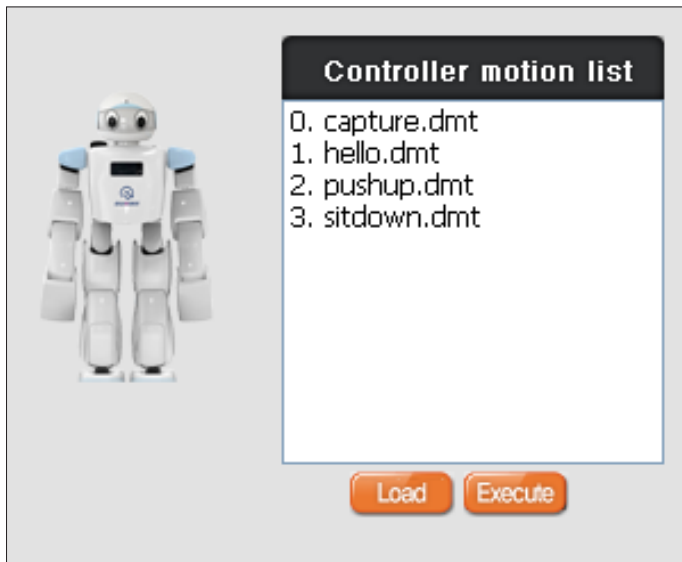 Controller motion list
0. capture.dmt
1. hello.dmt
2. pushup.dmt
3. sitdown.dmt
Load Execute